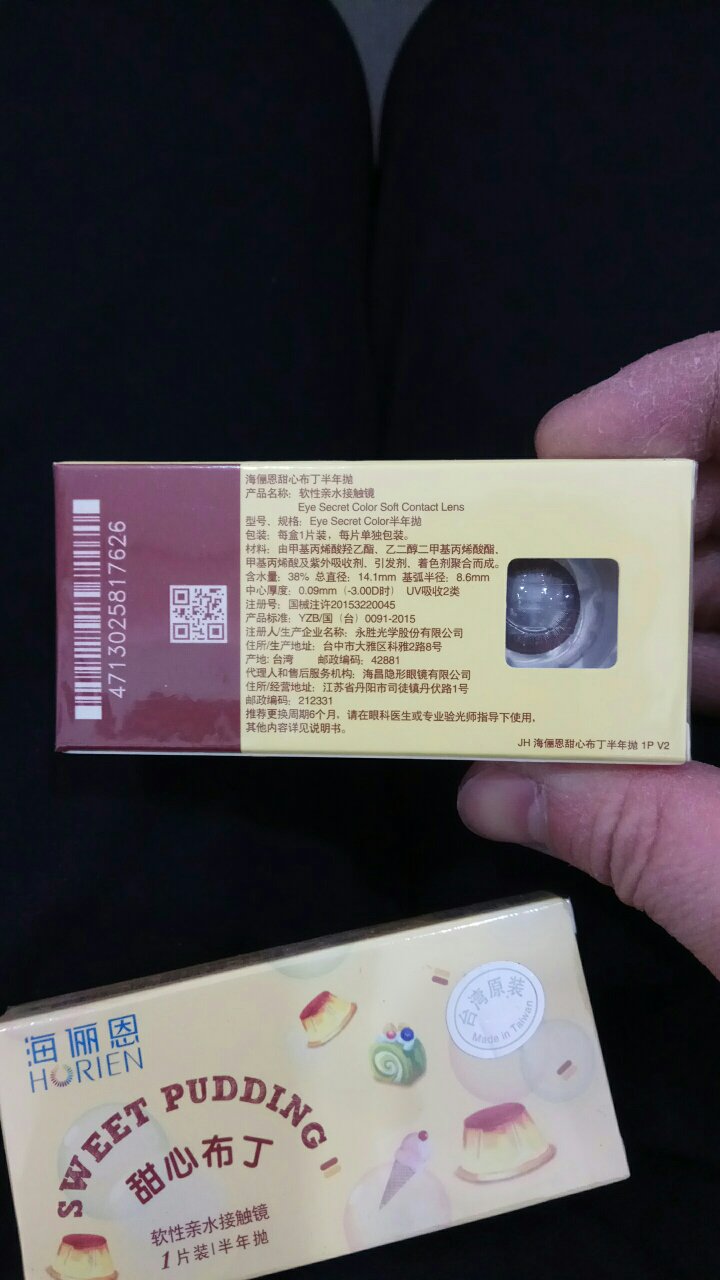 4713025817626
海俪恩甜心布丁半年抛
产品名称：软性亲水接触镜
Eye Secret Color Soft Contact Lens
型号、规格：Eye Secret Color半年抛
包装：每盒1片装，每片单独包装。
材料：由甲基丙烯酸羟乙酯、乙二醇二甲基丙烯酸酯、
甲基丙烯酸及紫外吸收剂、引发剂、着色剂聚合而成。
含水量：38% 总直径：14.1mm 基弧半径：8.6mm
中心厚度：0.09mm（-3.00D时） UV吸收2类
注册号：国械注许20153220045
产品标准：YZB/国（台）0091-2015
注册人/生产企业名称：永胜光学股份有限公司
住所/生产地址：台中市大雅区科雅2路8号
产地：台湾 邮政编码：42881
代理人和售后服务机构：海昌隐形眼镜有限公司
住所/经营地址：江苏省丹阳市司徒镇丹伏路1号
邮政编码：212331
推荐更换周期6个月，请在眼科医生或专业验光师指导下使用，
其他内容详见说明书。
JH 海俪恩甜心布丁半年抛 1P V2
海俪恩
HORIEN
SWEET PUDDING
甜心布丁
软性亲水接触镜
1片装|半年抛
台湾原装
Made in Taiwan